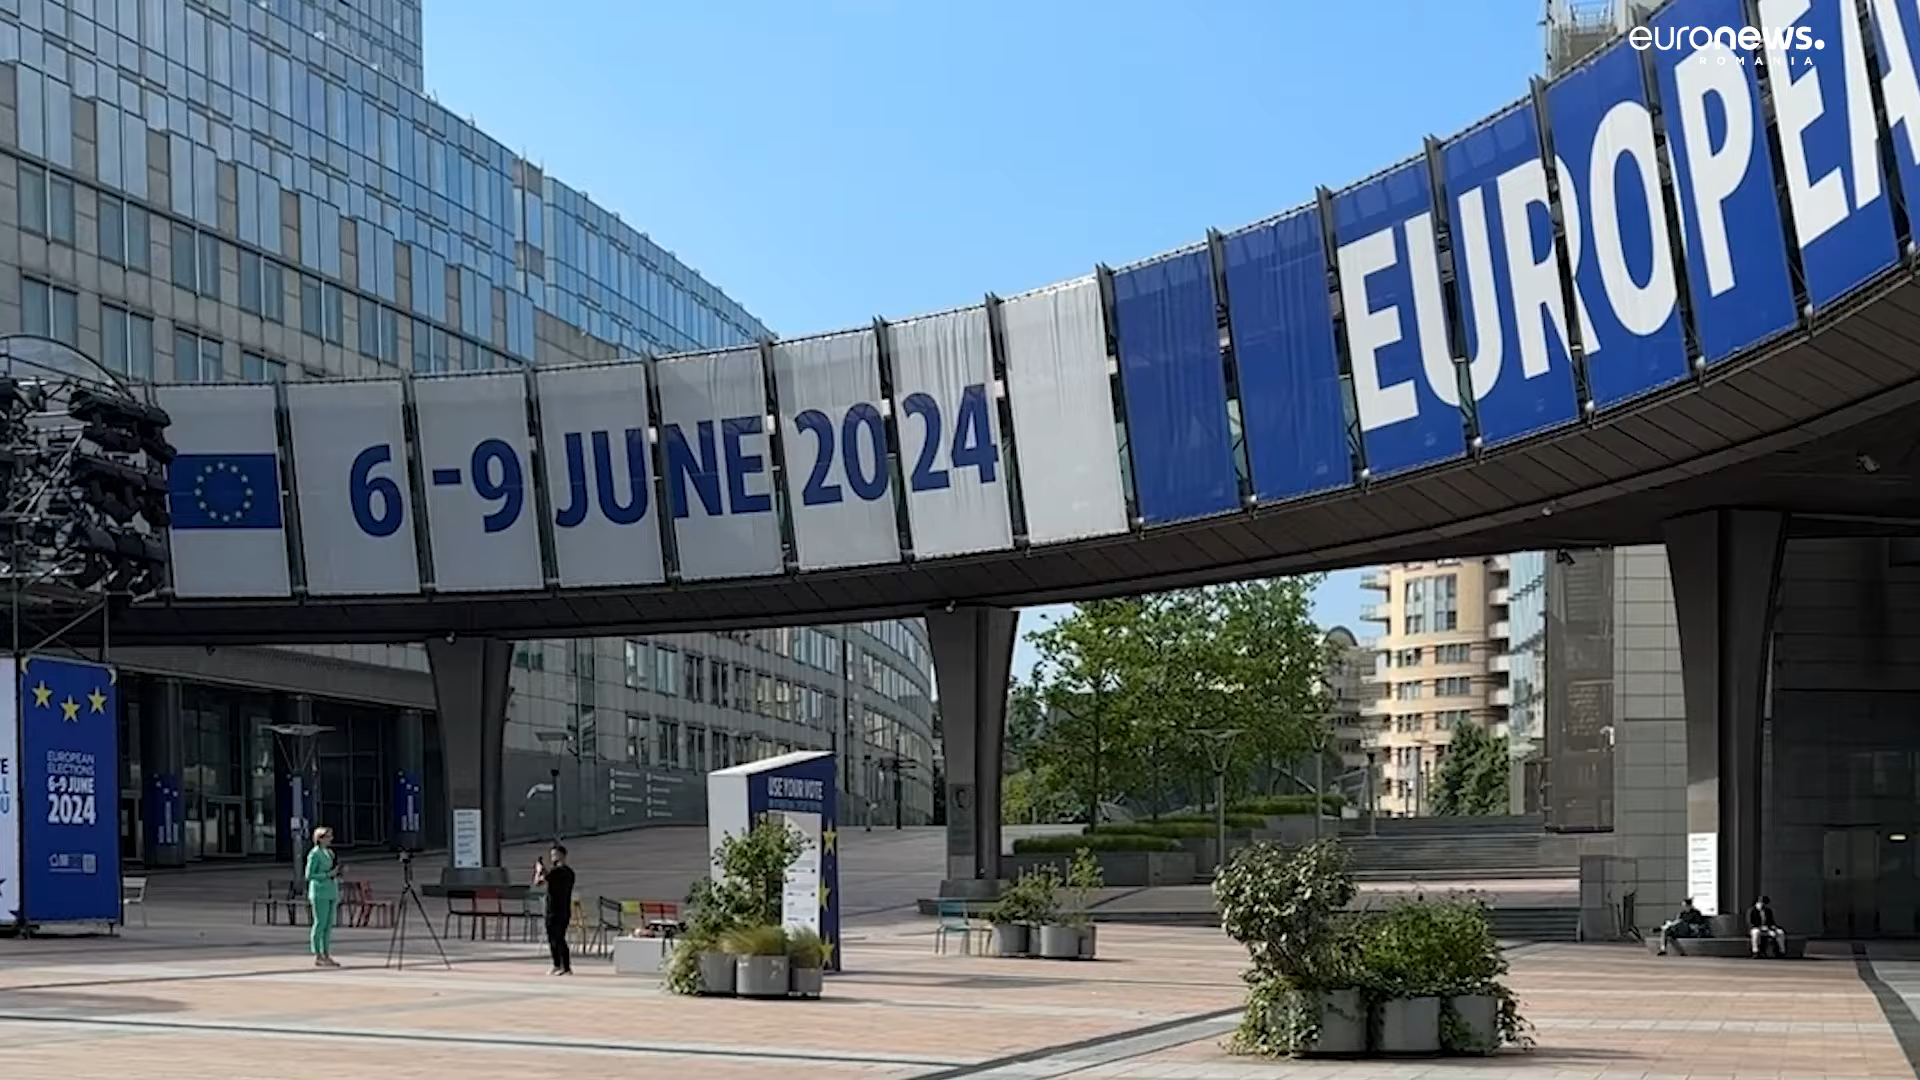 euronews.
ROMANIA
EUROPEA
6-9 JUNE 2024
EUROPEAN
ELECTIONS
6-9 JUNE
2024
USE YOUR VOTE